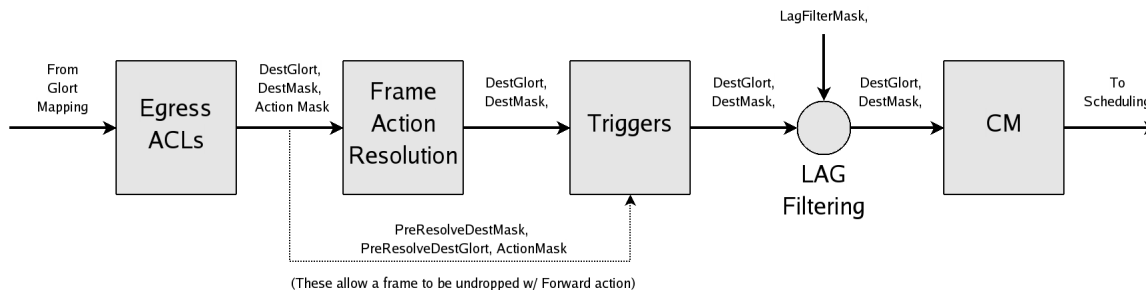 LagFilterMask,
From
Glort
Mapping
Egress
ACLs
DestGlort,
DestMask,
Action Mask
Frame
Action
Resolution
DestGlort,
DestMask,
Triggers
DestGlort,
DestMask,
LAG
Filtering
DestGlort,
DestMask,
CM
To
Scheduling
PreResolveDestMask,
PreResolveDestGlort, ActionMask
(These allow a frame to be undropped w/ Forward action)